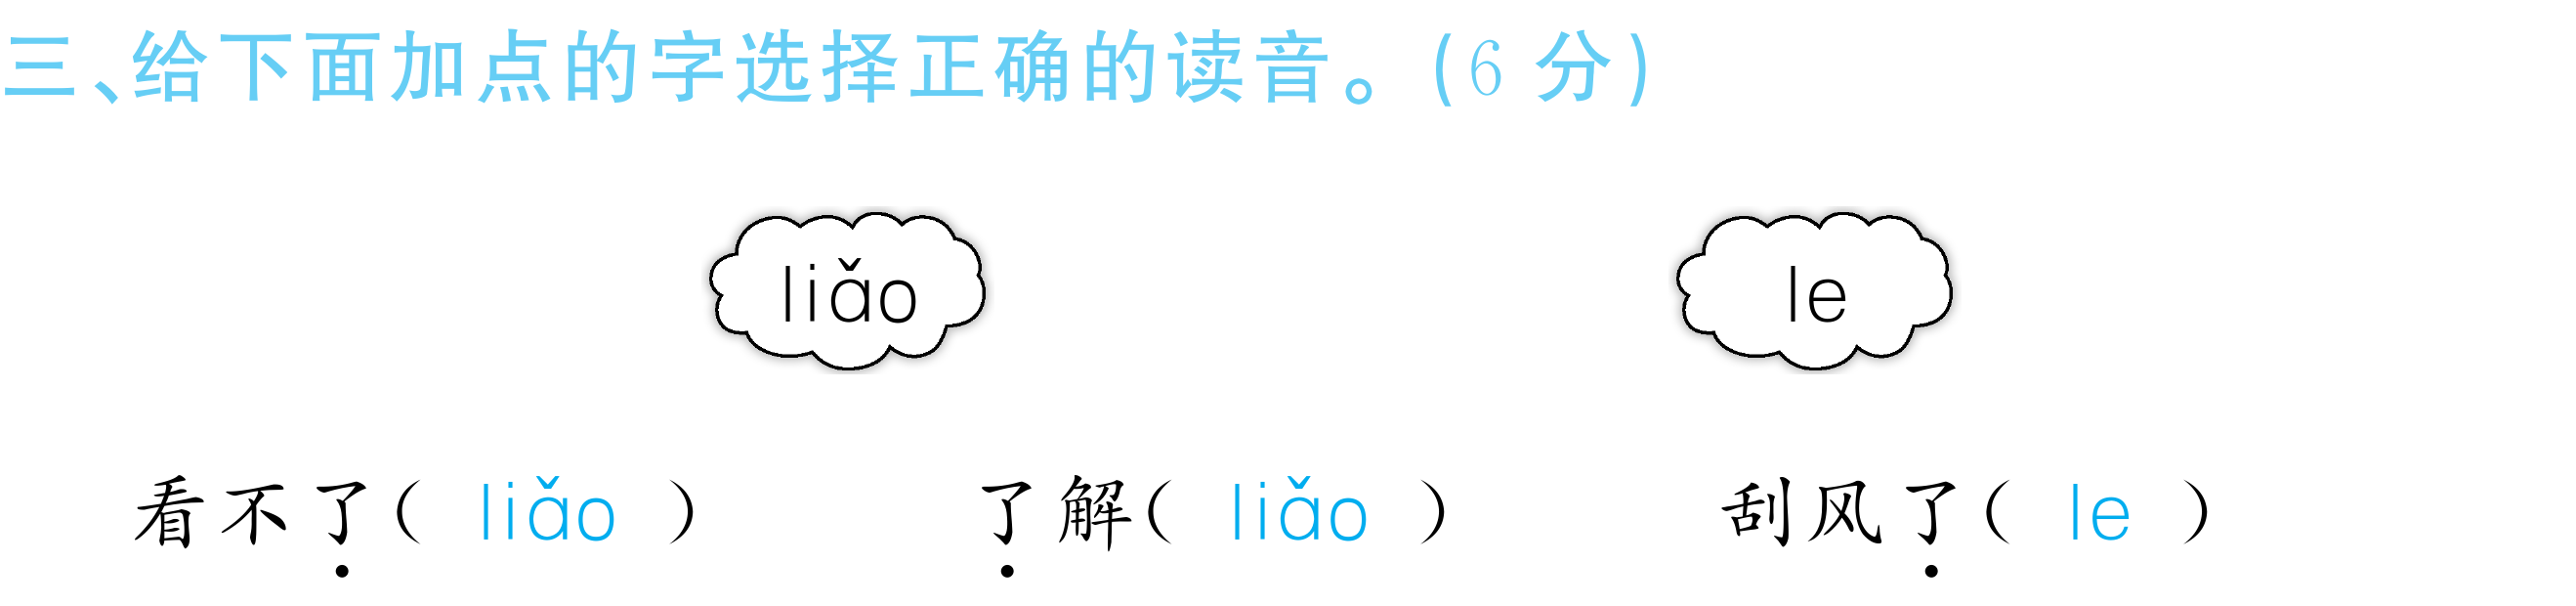 三、给下面加点的字选择正确的读音。(6 分)
liǎo le
看不了( liǎo ) 了解( liǎo ) 刮风了( le )